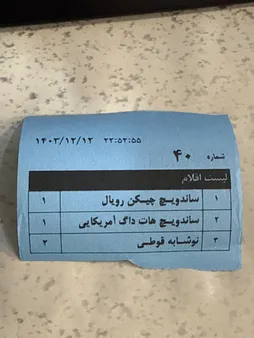 ۱۴۰۳/۱۲/۱۲ ۲۲:۵۲:۵۵
شماره ۴۰
لیست اقلام
۱ ساندویچ چیکن رویال ۱
۲ ساندویچ هات داگ آمریکایی ۱
۳ نوشابه قوطی ۲